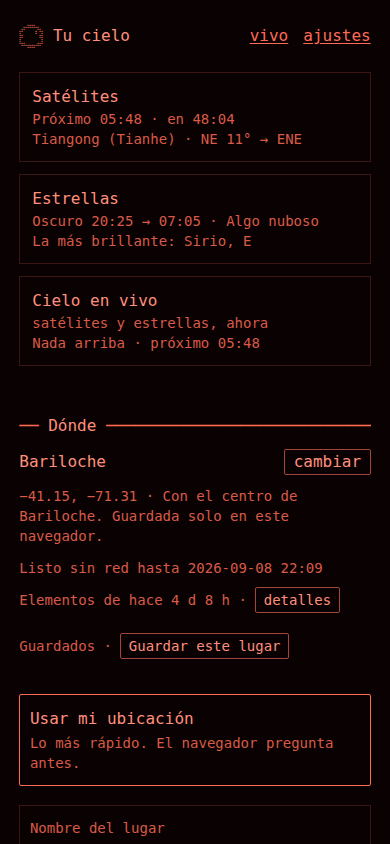 Tu cielo
vivo ajustes
Satélites
Próximo 05:48 · en 48:04
Tiangong (Tianhe) · NE 11° → ENE
Estrellas
Oscuro 20:25 → 07:05 · Algo nuboso
La más brillante: Sirio, E
Cielo en vivo
satélites y estrellas, ahora
Nada arriba · próximo 05:48
Dónde
Bariloche
cambiar
−41.15, −71.31 · Con el centro de
Bariloche. Guardada solo en este
navegador.
Listo sin red hasta 2026-09-08 22:09
Elementos de hace 4 d 8 h · detalles
Guardados · Guardar este lugar
Usar mi ubicación
Lo más rápido. El navegador pregunta
antes.
Nombre del lugar